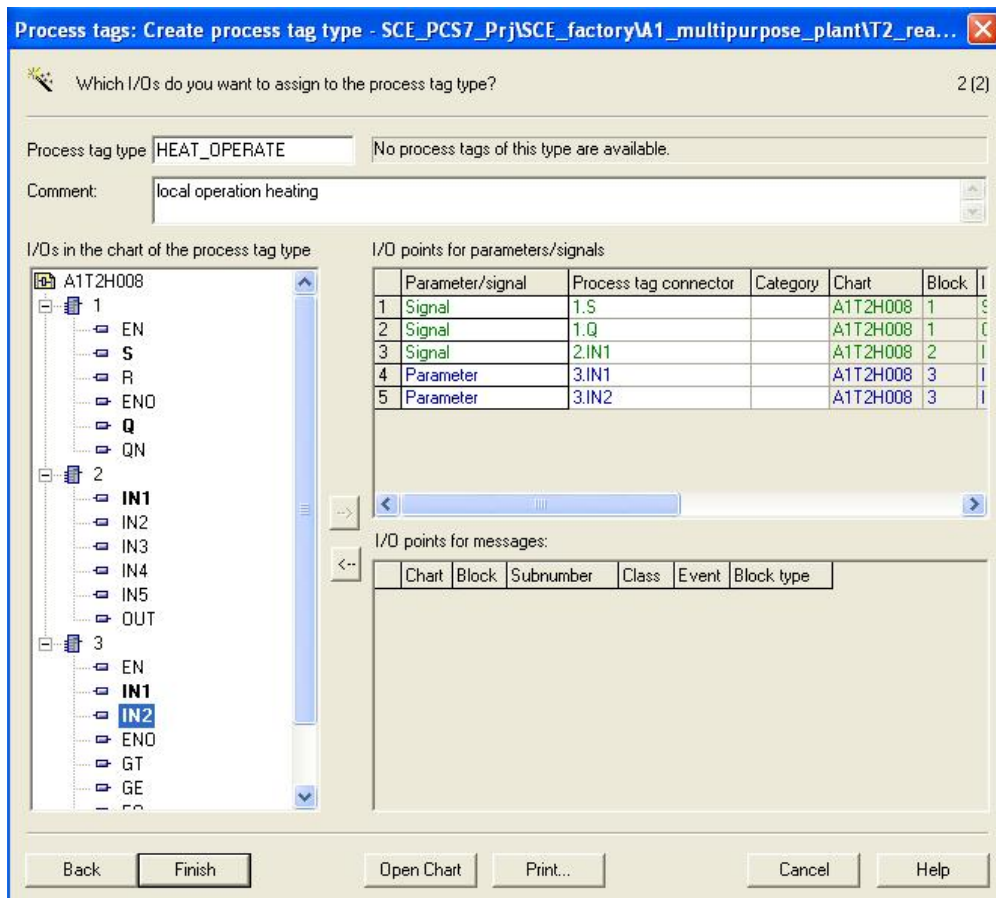 Process tags: Create process tag type - SCE_PCS7_Prj\SCE_factory\A1_multipurpose_plant\T2_rea...
Which I/Os do you want to assign to the process tag type?
2 (2)
Process tag type HEAT_OPERATE No process tags of this type are available.
Comment: local operation heating
I/Os in the chart of the process tag type
A1T2H008
1
EN
S
R
ENO
Q
QN
2
IN1
IN2
IN3
IN4
IN5
OUT
3
EN
IN1
IN2
ENO
GT
GE
I/O points for parameters/signals
Parameter/signal Process tag connector Category Chart Block
1 Signal 1.S A1T2H008 1
2 Signal 1.Q A1T2H008 1
3 Signal 2.IN1 A1T2H008 2
4 Parameter 3.IN1 A1T2H008 3
5 Parameter 3.IN2 A1T2H008 3
-->
<--
I/O points for messages:
Chart Block Subnumber Class Event Block type
Back Finish Open Chart Print... Cancel Help